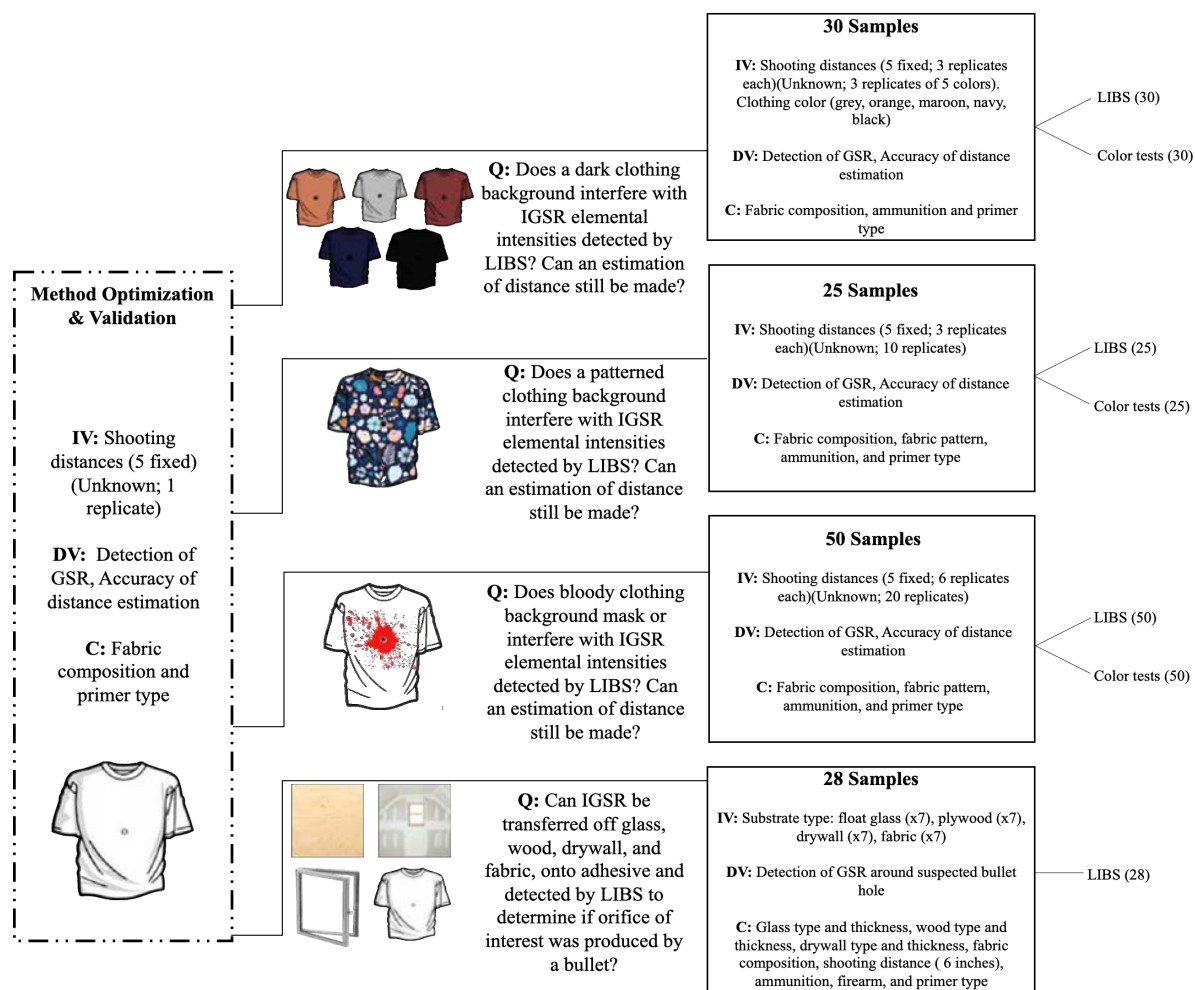 Method Optimization
& Validation
IV: Shooting
distances (5 fixed)
(Unknown; 1
replicate)
DV: Detection of
GSR, Accuracy of
distance estimation
C: Fabric
composition and
primer type
Q: Does a dark clothing
background interfere with
IGSR elemental
intensities detected by
LIBS? Can an estimation
of distance still be made?
30 Samples
IV: Shooting distances (5 fixed; 3 replicates
each)(Unknown; 3 replicates of 5 colors).
Clothing color (grey, orange, maroon, navy,
black)
DV: Detection of GSR, Accuracy of distance
estimation
C: Fabric composition, ammunition and primer
type
LIBS (30)
Color tests (30)
Q: Does a patterned
clothing background
interfere with IGSR
elemental intensities
detected by LIBS? Can
an estimation of distance
still be made?
25 Samples
IV: Shooting distances (5 fixed; 3 replicates
each)(Unknown; 10 replicates)
DV: Detection of GSR, Accuracy of distance
estimation
C: Fabric composition, fabric pattern,
ammunition, and primer type
LIBS (25)
Color tests (25)
Q: Does bloody clothing
background mask or
interfere with IGSR
elemental intensities
detected by LIBS? Can
an estimation of distance
still be made?
50 Samples
IV: Shooting distances (5 fixed; 6 replicates
each)(Unknown; 20 replicates)
DV: Detection of GSR, Accuracy of distance
estimation
C: Fabric composition, fabric pattern,
ammunition, and primer type
LIBS (50)
Color tests (50)
Q: Can IGSR be
transferred off glass,
wood, drywall, and
fabric, onto adhesive and
detected by LIBS to
determine if orifice of
interest was produced by
a bullet?
28 Samples
IV: Substrate type: float glass (x7), plywood (x7),
drywall (x7), fabric (x7)
DV: Detection of GSR around suspected bullet
hole
C: Glass type and thickness, wood type and
thickness, drywall type and thickness, fabric
composition, shooting distance ( 6 inches),
ammunition, firearm, and primer type
LIBS (28)